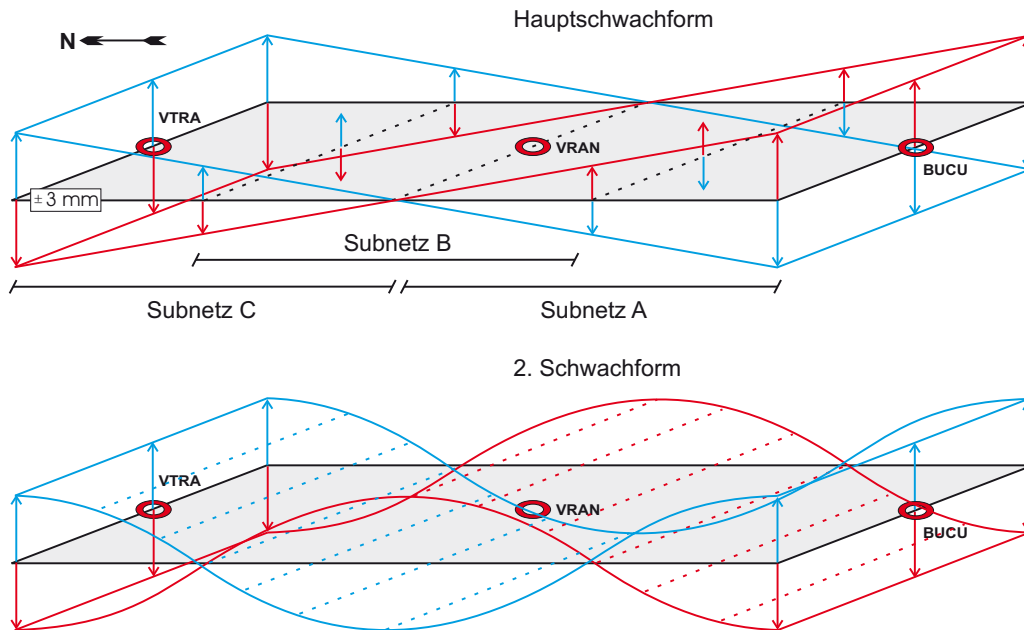 Hauptschwachform
N
VTRA
VRAN
BUCU
±3 mm
Subnetz B
Subnetz C
Subnetz A
2. Schwachform
VTRA
VRAN
BUCU